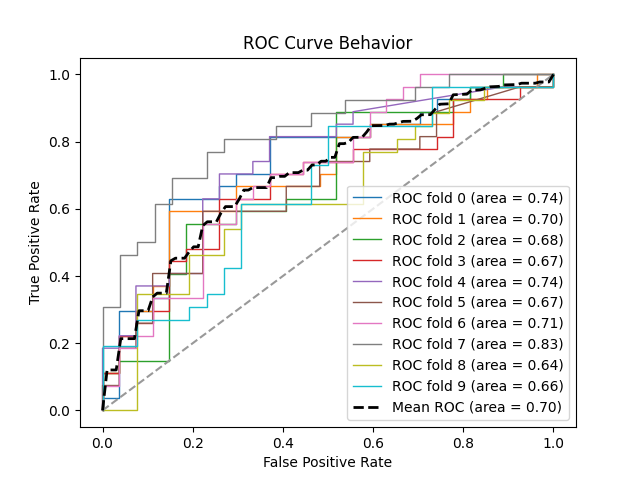 ROC Curve Behavior
True Positive Rate
1.0
0.8
0.6
0.4
0.2
0.0
ROC fold 0 (area = 0.74)
ROC fold 1 (area = 0.70)
ROC fold 2 (area = 0.68)
ROC fold 3 (area = 0.67)
ROC fold 4 (area = 0.74)
ROC fold 5 (area = 0.67)
ROC fold 6 (area = 0.71)
ROC fold 7 (area = 0.83)
ROC fold 8 (area = 0.64)
ROC fold 9 (area = 0.66)
Mean ROC (area = 0.70)
0.0 0.2 0.4 0.6 0.8 1.0
False Positive Rate